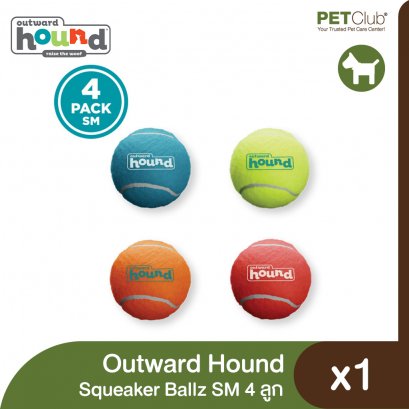 outward
hound
raise the woof
PETClub
Your Trusted Pet Care Center!
4
PACK
SM
Outward
hound
Outward
hound
Outward
hound
Outward
hound
Outward Hound
Squeaker Ballz SM 4 ลูก
x1